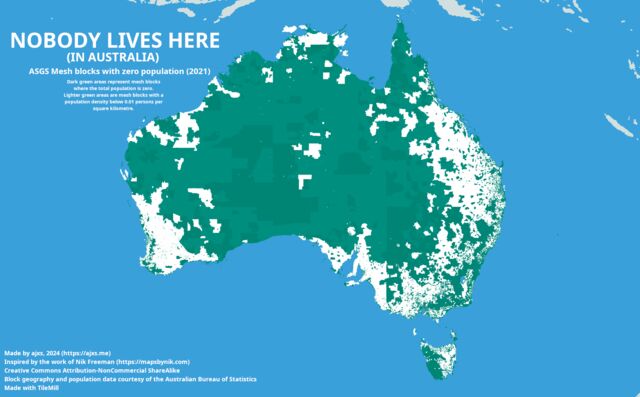 NOBODY LIVES HERE
(IN AUSTRALIA)
ASGS Mesh blocks with zero population (2021)
Dark green areas represent mesh blocks
where the total population is zero.
Lighter green areas are mesh blocks with a
population density below 0.01 persons per
square kilometre.
Made by ajxs, 2024 (https://ajxs.me)
Inspired by the work of Nik Freeman (https://mapsbynik.com)
Creative Commons Attribution-NonCommercial ShareAlike
Block geography and population data courtesy of the Australian Bureau of Statistics
Made with TileMill